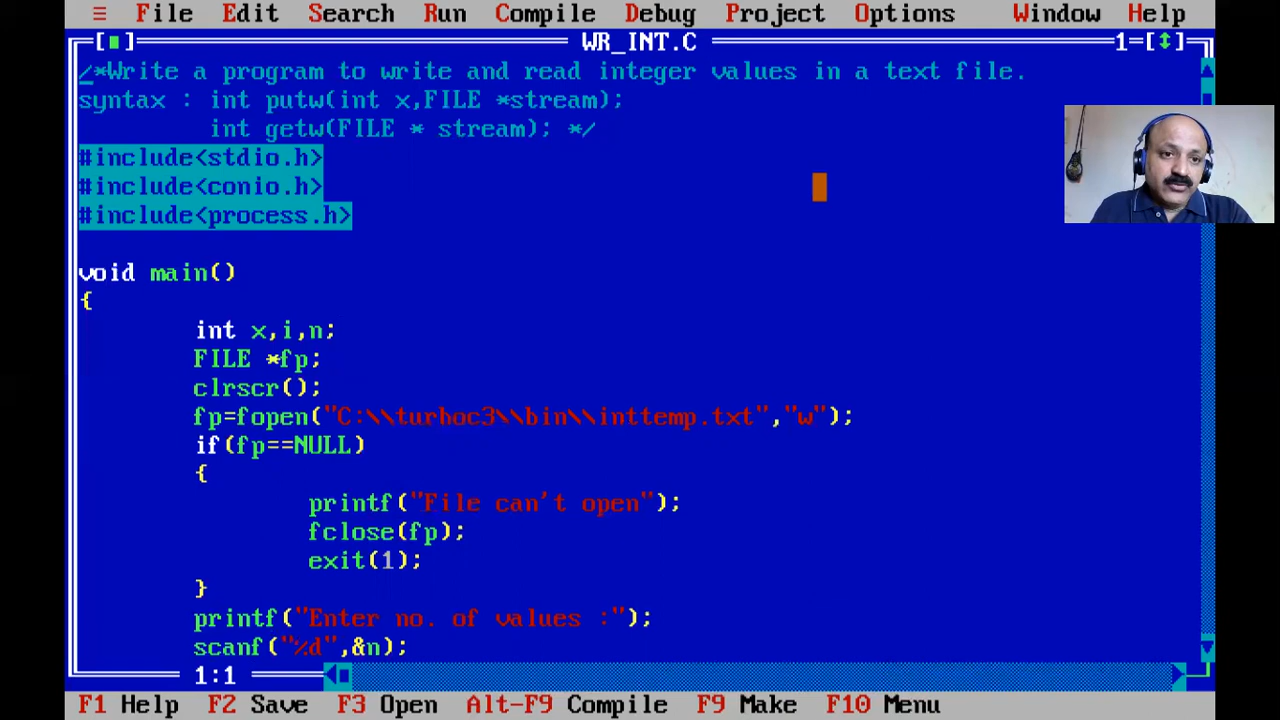 ≡ File Edit Search Run Compile Debug Project Options Window Help
[■] WR_INT.C 1=[↕]
/*Write a program to write and read integer values in a text file.
syntax : int putw(int x,FILE *stream);
int getw(FILE * stream); */
#include<stdio.h>
#include<conio.h>
#include<process.h>
void main()
{
int x,i,n;
FILE *fp;
clrscr();
fp=fopen("C:\\turhoc3\\bin\\inttemp.txt","w");
if(fp==NULL)
{
printf("File can't open");
fclose(fp);
exit(1);
}
printf("Enter no. of values :");
scanf("%d",&n);
1:1
F1 Help F2 Save F3 Open Alt-F9 Compile F9 Make F10 Menu